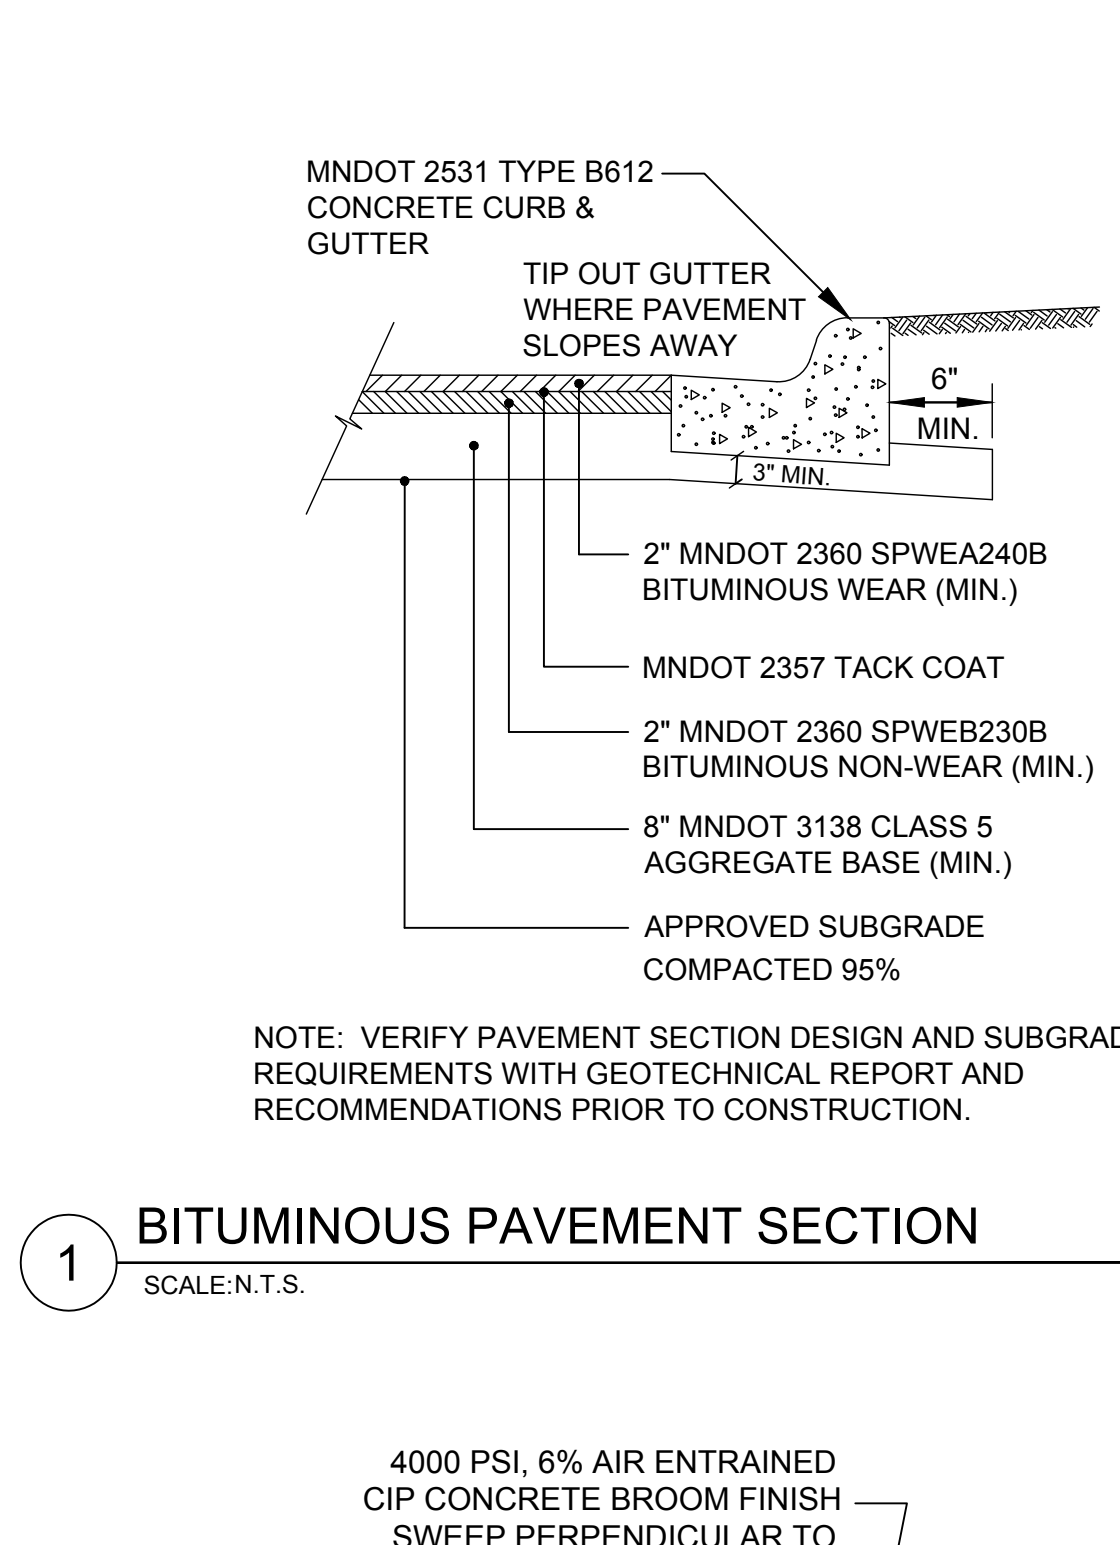 MNDOT 2531 TYPE B612
CONCRETE CURB &
GUTTER
TIP OUT GUTTER
WHERE PAVEMENT
SLOPES AWAY
6"
MIN.
3" MIN.
2" MNDOT 2360 SPWEA240B
BITUMINOUS WEAR (MIN.)
MNDOT 2357 TACK COAT
2" MNDOT 2360 SPWEB230B
BITUMINOUS NON-WEAR (MIN.)
8" MNDOT 3138 CLASS 5
AGGREGATE BASE (MIN.)
APPROVED SUBGRADE
COMPACTED 95%
NOTE: VERIFY PAVEMENT SECTION DESIGN AND
REQUIREMENTS WITH GEOTECHNICAL REPORT AND
RECOMMENDATIONS PRIOR TO CONSTRUCTION.
1
BITUMINOUS PAVEMENT SECTION
SCALE:N.T.S.
4000 PSI, 6% AIR ENTRAINED
CIP CONCRETE BROOM FINISH
SWEEP PERPENDICULAR TO